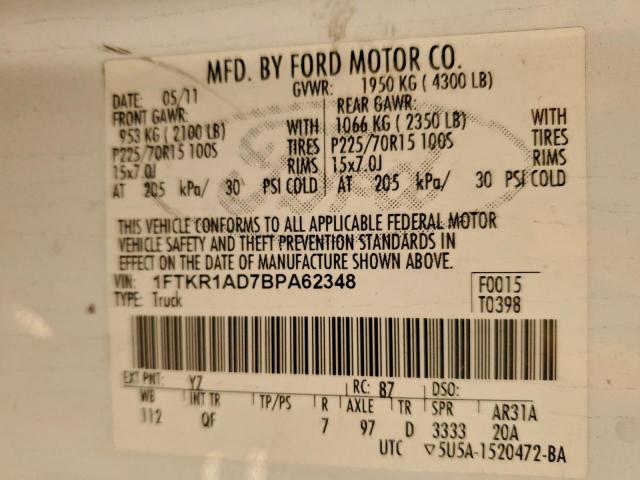 MFD. BY FORD MOTOR CO.
DATE: 05/11 GVWR: 1950 KG ( 4300 LB)
FRONT GAWR: REAR GAWR:
953 KG ( 2100 LB) WITH 1066 KG ( 2350 LB) WITH
P225/70R15 100S TIRES P225/70R15 100S TIRES
15x7.0J RIMS 15x7.0J RIMS
AT 205 kPa/ 30 PSI COLD AT 205 kPa/ 30 PSI COLD
THIS VEHICLE CONFORMS TO ALL APPLICABLE FEDERAL MOTOR
VEHICLE SAFETY AND THEFT PREVENTION STANDARDS IN
EFFECT ON THE DATE OF MANUFACTURE SHOWN ABOVE.
VIN: 1FTKR1AD7BPA62348 F0015
TYPE: Truck T0398
EXT PNT: YZ RC: 87 DSO:
WB INT TR TP/PS R AXLE TR SPR AR31A
112 QF 7 97 D 3333 20A
UTC ▽5U5A-1520472-BA